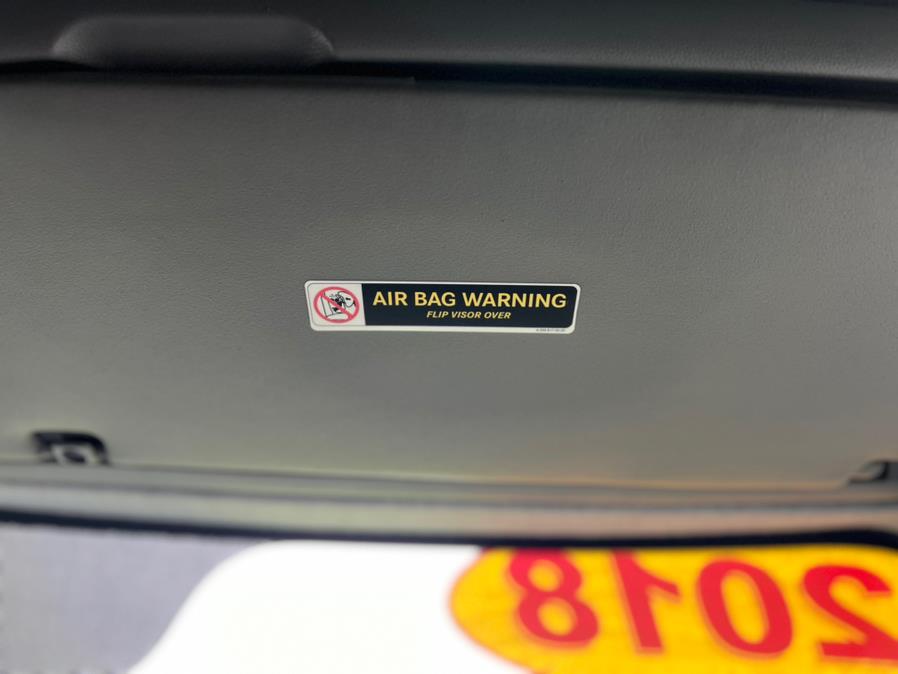 AIR BAG WARNING
FLIP VISOR OVER
2018